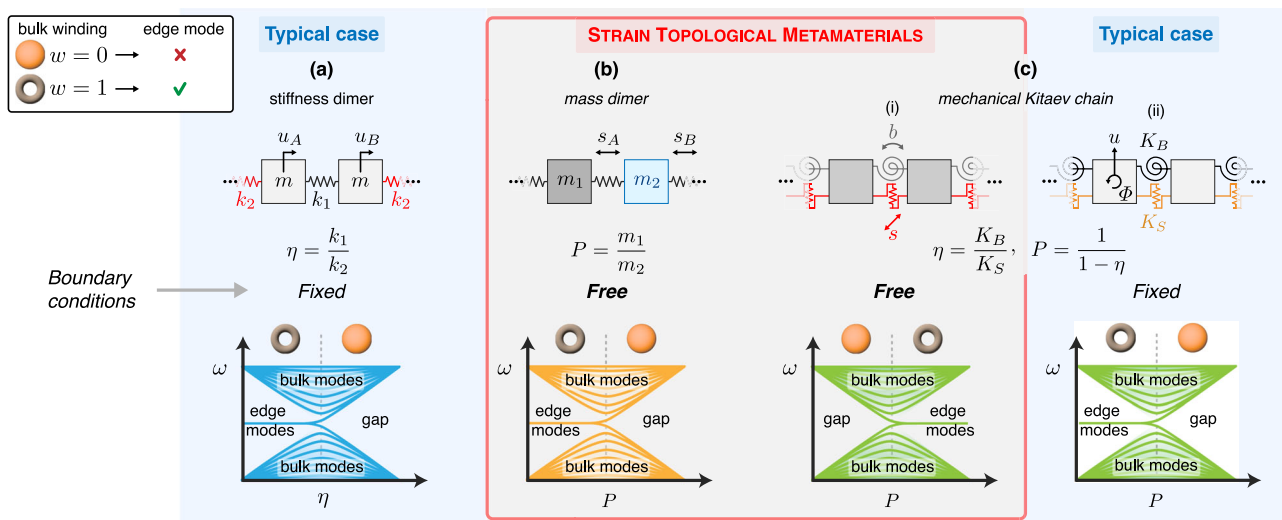 bulk winding edge mode
w = 0 → ✗
w = 1 → ✓
Typical case
STRAIN TOPOLOGICAL METAMATERIALS
Typical case
(a)
(b)
(c)
stiffness dimer
mass dimer
mechanical Kitaev chain
(i)
(ii)
u_A u_B
s_A s_B
b
u K_B
... m m ...
... m_1 m_2 ...
... ...
... Φ ...
k_2 k_1 k_2
s
K_S
η = k_1/k_2
P = m_1/m_2
η = K_B/K_S, P = 1/(1 − η)
Boundary
conditions
Fixed
Free
Free
Fixed
ω
bulk modes
edge
modes
gap
bulk modes
η
ω
bulk modes
edge
modes
gap
bulk modes
P
ω
bulk modes
gap
edge
modes
bulk modes
P
ω
bulk modes
edge
modes
gap
bulk modes
P